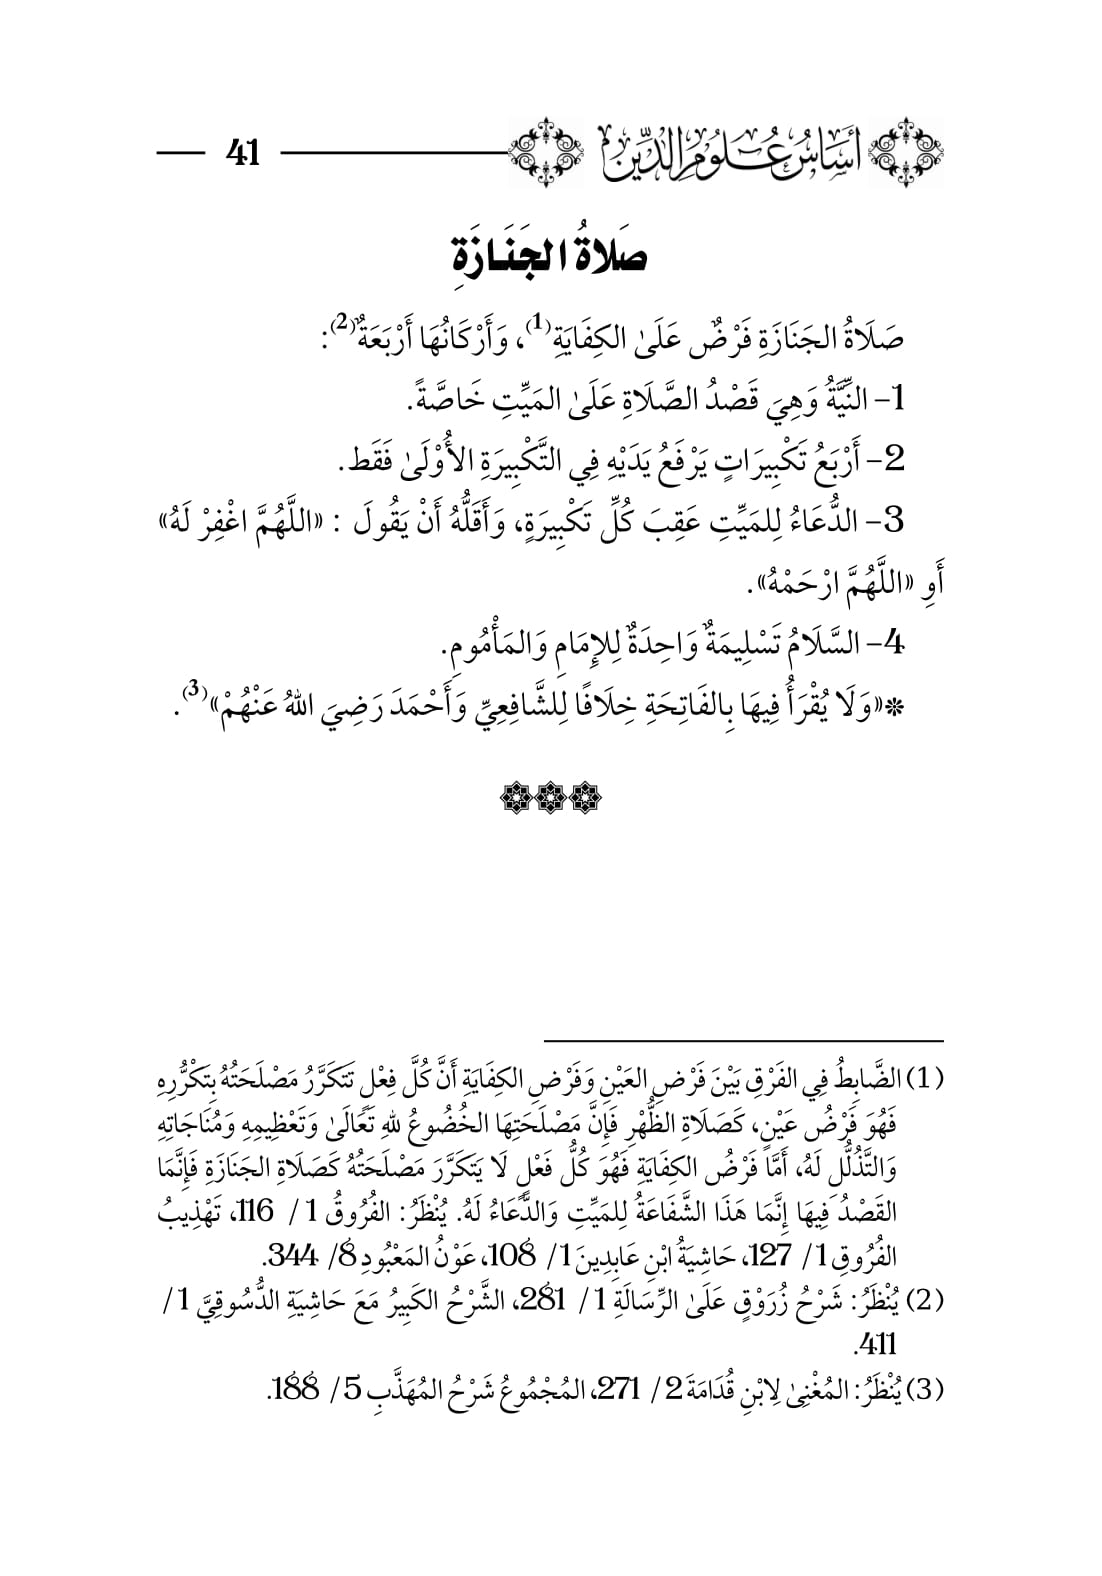 أَسَاسُ عُلُومِ الدِّينِ 41
صَلَاةُ الجَنَازَةِ
صَلَاةُ الجَنَازَةِ فَرْضٌ عَلَىٰ الكِفَايَةِ(1)، وَأَرْكَانُهَا أَرْبَعَةٌ(2):
1- النِّيَّةُ وَهِيَ قَصْدُ الصَّلَاةِ عَلَىٰ المَيِّتِ خَاصَّةً.
2- أَرْبَعُ تَكْبِيرَاتٍ يَرْفَعُ يَدَيْهِ فِي التَّكْبِيرَةِ الأُوْلَىٰ فَقَط.
3- الدُّعَاءُ لِلمَيِّتِ عَقِبَ كُلِّ تَكْبِيرَةٍ، وَأَقَلُّهُ أَنْ يَقُولَ : «اللَّهُمَّ اغْفِرْ لَهُ»
أَوِ «اللَّهُمَّ ارْحَمْهُ».
4- السَّلَامُ تَسْلِيمَةٌ وَاحِدَةٌ لِلإِمَامِ وَالمَأْمُومِ.
*«وَلَا يُقْرَأُ فِيهَا بِالفَاتِحَةِ خِلَافًا لِلشَّافِعِيِّ وَأَحْمَدَ رَضِيَ اللهُ عَنْهُمْ»(3).
(1) الضَّابِطُ فِي الفَرْقِ بَيْنَ فَرْضِ العَيْنِ وَفَرْضِ الكِفَايَةِ أَنَّ كُلَّ فِعْلٍ تَتَكَرَّرُ مَصْلَحَتُهُ بِتَكْرُّرِهِ
فَهُوَ فَرْضُ عَيْنٍ، كَصَلَاةِ الظُّهْرِ فَإِنَّ مَصْلَحَتِهَا الخُضُوعُ للهِ تَعَالَىٰ وَتَعْظِيمِهِ وَمُنَاجَاتِهِ
وَالتَّذَلُّلِ لَهُ، أَمَّا فَرْضُ الكِفَايَةِ فَهُوَ كُلُّ فَعْلٍ لَا يَتَكَرَّرَ مَصْلَحَتُهُ كَصَلَاةِ الجَنَازَةِ فَإِنَّمَا
القَصْدُ فِيهَا إِنَّمَا هَذَا الشَّفَاعَةُ لِلمَيِّتِ وَالدُّعَاءُ لَهُ. يُنْظَرُ: الفُرُوقُ 1 / 116، تَهْذِيبُ
الفُرُوقِ 1/ 127، حَاشِيَةُ ابْنِ عَابِدِينَ 1/ 108، عَوْنُ المَعْبُودِ 8/ 344.
(2) يُنْظَرُ: شَرْحُ زُرَوْقٍ عَلَىٰ الرِّسَالَةِ 1 / 281، الشَّرْحُ الكَبِيرُ مَعَ حَاشِيَةِ الدُّسُوقِيَّ 1 /
411.
(3) يُنْظَرُ: المُغْنِىٰ لِابْنِ قُدَامَةَ 2 / 271، المُجْمُوعُ شَرْحُ المُهَذَّبِ 5/ 188.